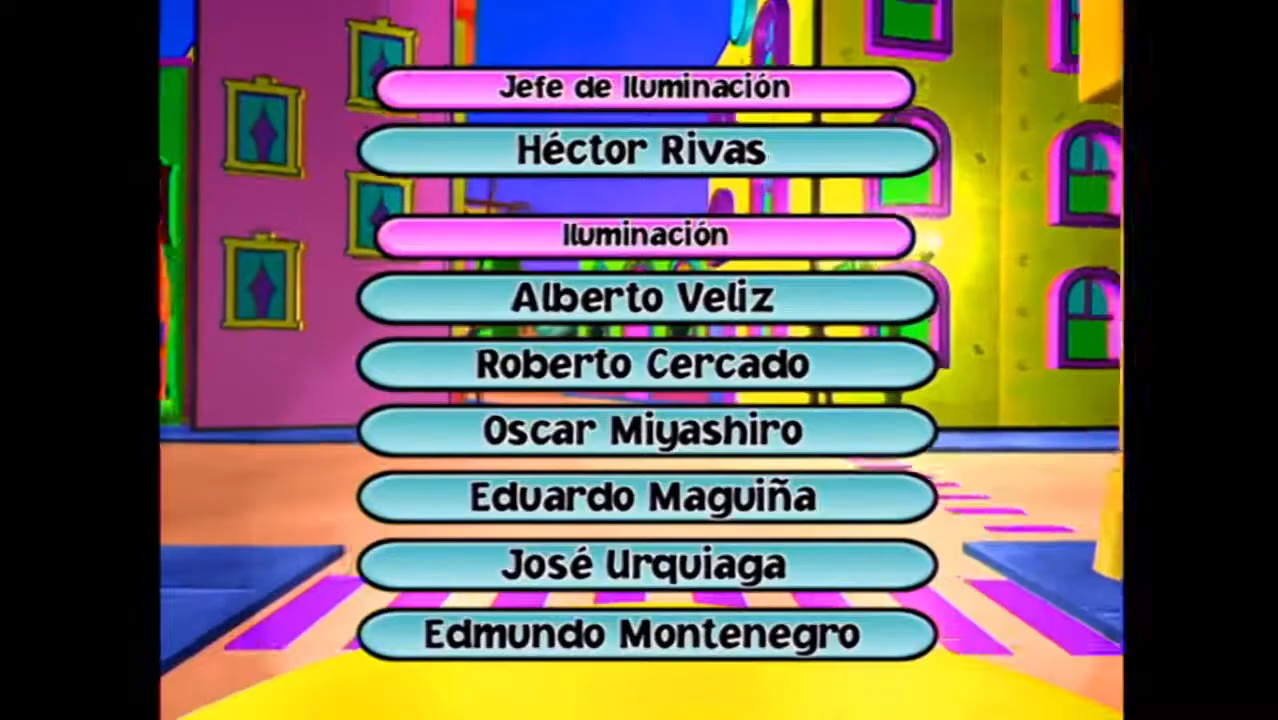 Jefe de Iluminación
Héctor Rivas
Iluminación
Alberto Veliz
Roberto Cercado
Oscar Miyashiro
Eduardo Maguiña
José Urquiaga
Edmundo Montenegro